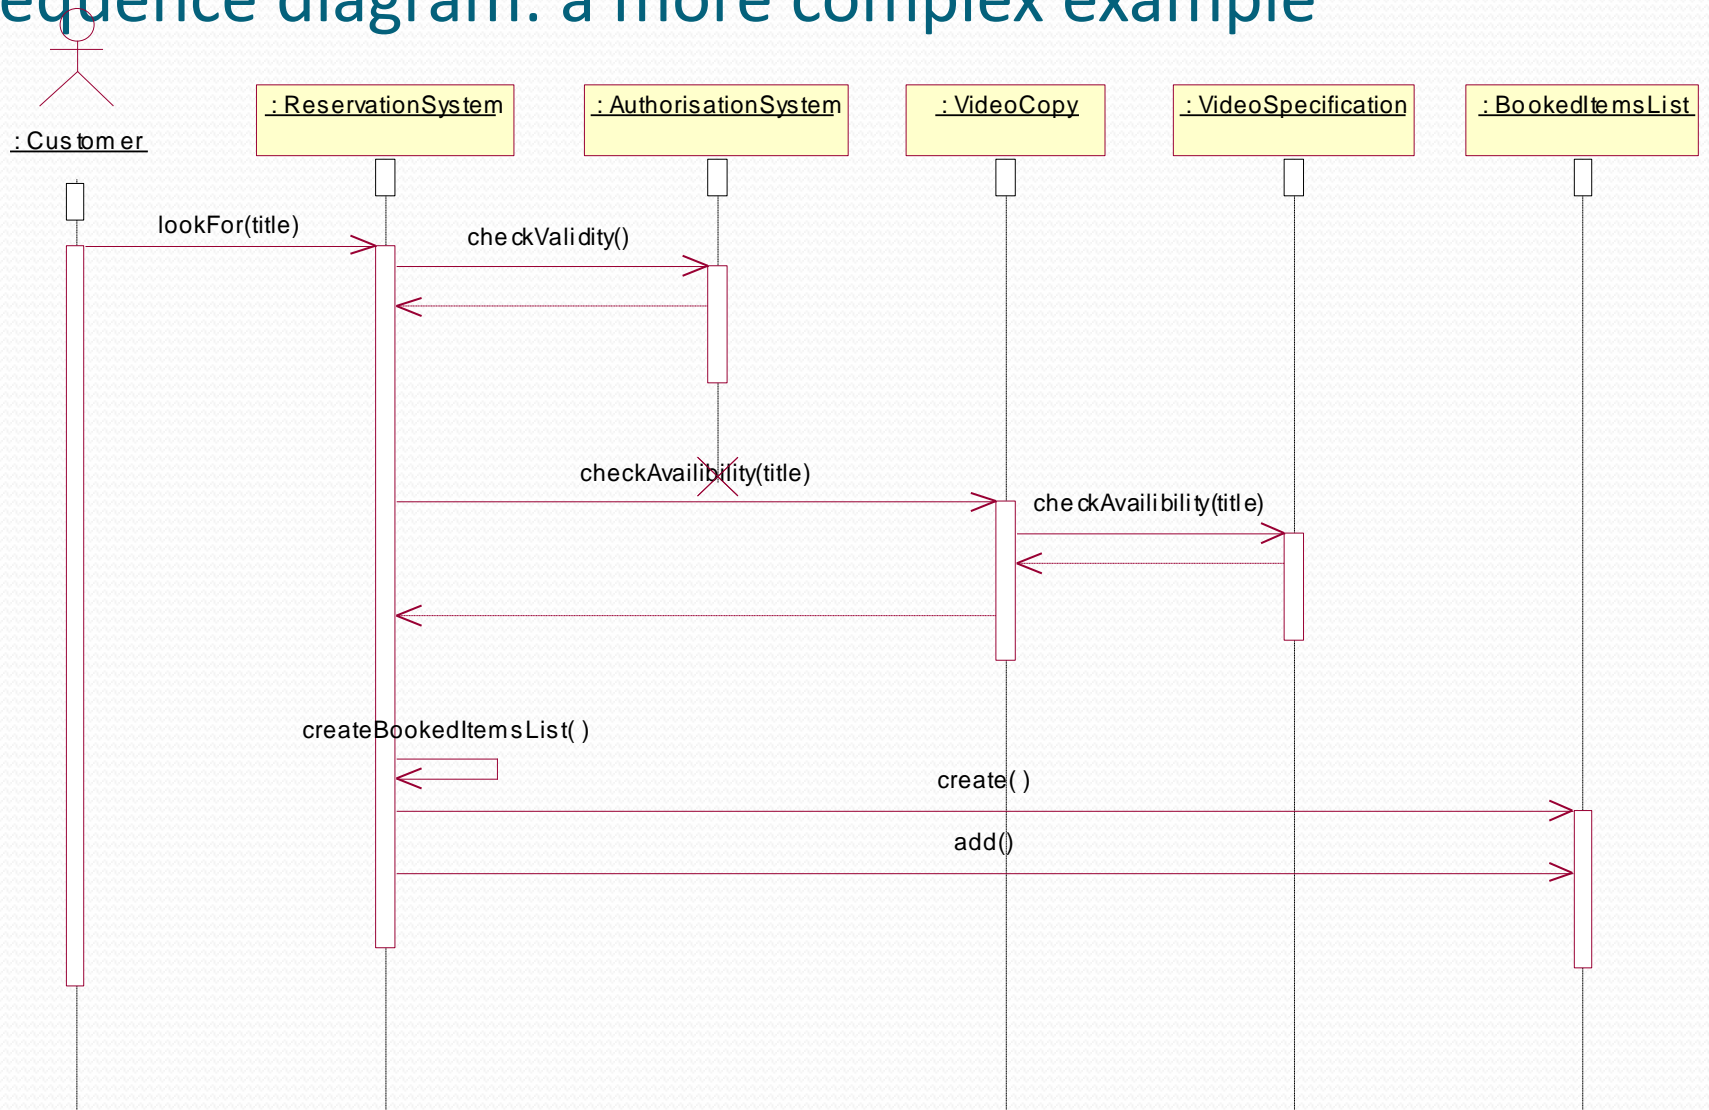 equence diagram: a more complex example
: Customer
: ReservationSystem
: AuthorisationSystem
: VideoCopy
: VideoSpecification
: BookedItemsList
lookFor(title)
checkValidity()
checkAvailibility(title)
checkAvailibility(title)
createBookedItemsList( )
create( )
add()